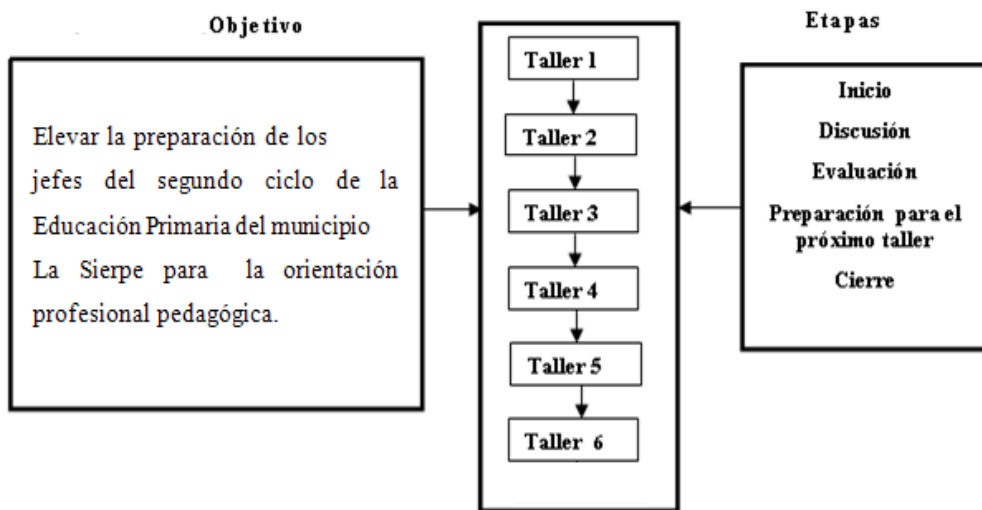 Objetivo
Elevar la preparación de los
jefes del segundo ciclo de la
Educación Primaria del municipio
La Sierpe para la orientación
profesional pedagógica.
Taller 1
Taller 2
Taller 3
Taller 4
Taller 5
Taller 6
Etapas
Inicio
Discusión
Evaluación
Preparación para el
próximo taller
Cierre